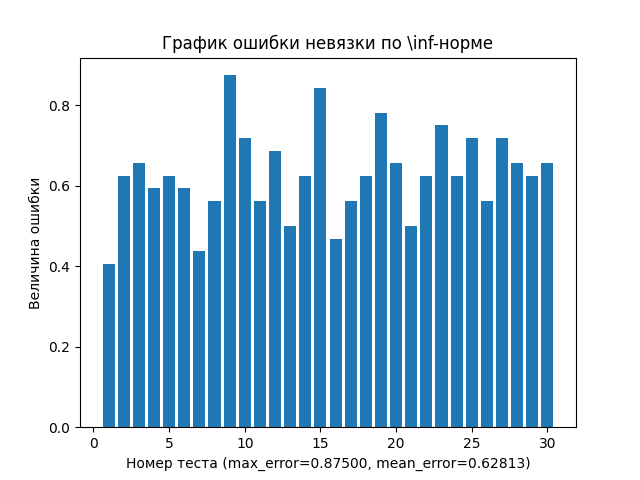 График ошибки невязки по \inf-норме
Величина ошибки
0.8
0.6
0.4
0.2
0.0
0 5 10 15 20 25 30
Номер теста (max_error=0.87500, mean_error=0.62813)